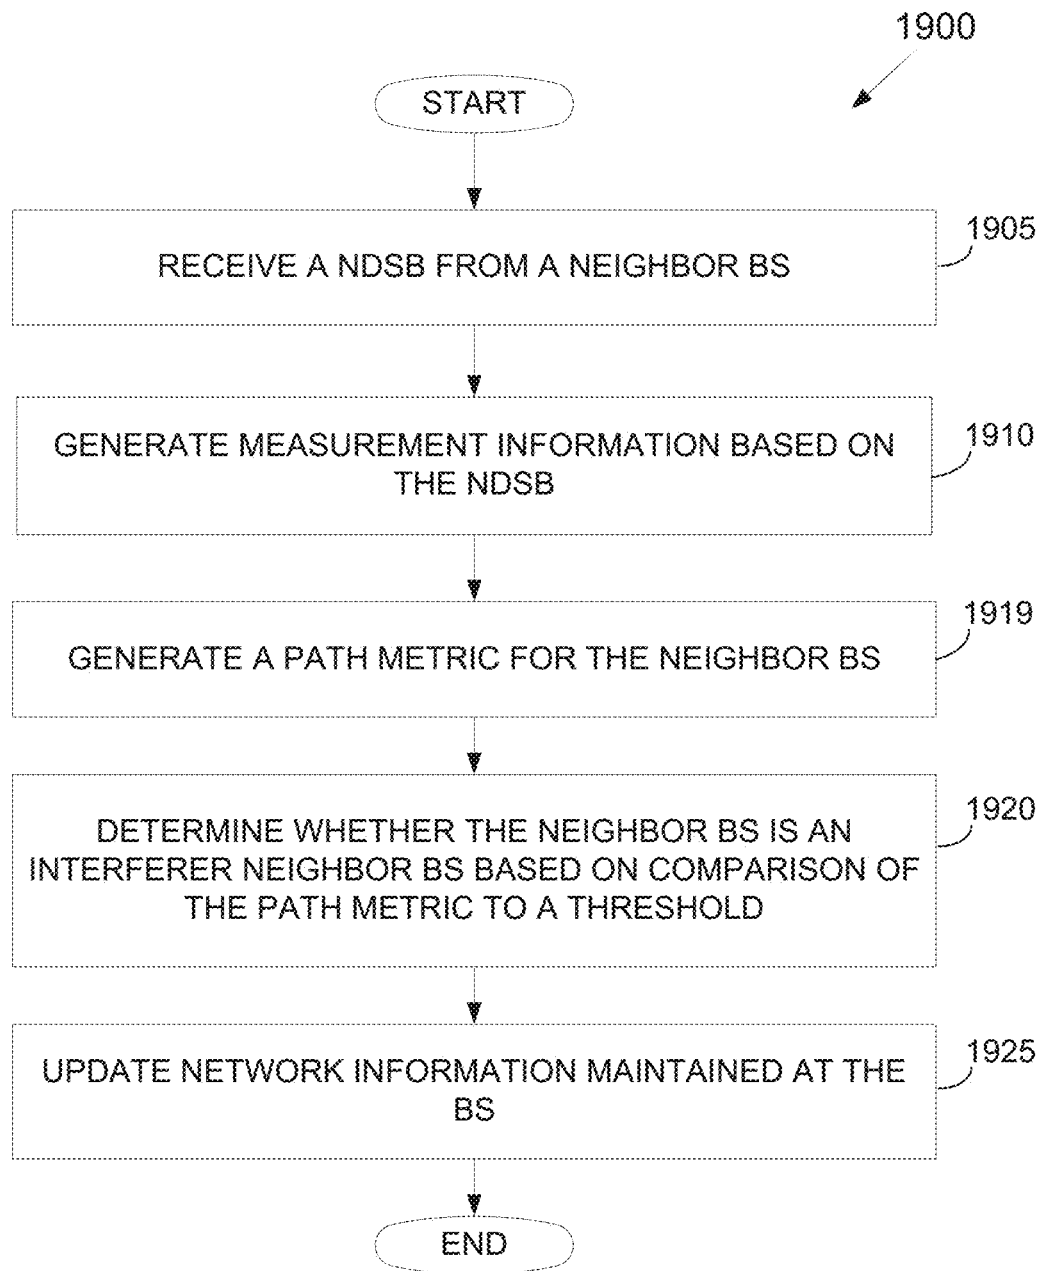 1900
START
RECEIVE A NDSB FROM A NEIGHBOR BS
1905
GENERATE MEASUREMENT INFORMATION BASED ON
THE NDSB
1910
GENERATE A PATH METRIC FOR THE NEIGHBOR BS
1919
DETERMINE WHETHER THE NEIGHBOR BS IS AN
INTERFERER NEIGHBOR BS BASED ON COMPARISON OF
THE PATH METRIC TO A THRESHOLD
1920
UPDATE NETWORK INFORMATION MAINTAINED AT THE
BS
1925
END